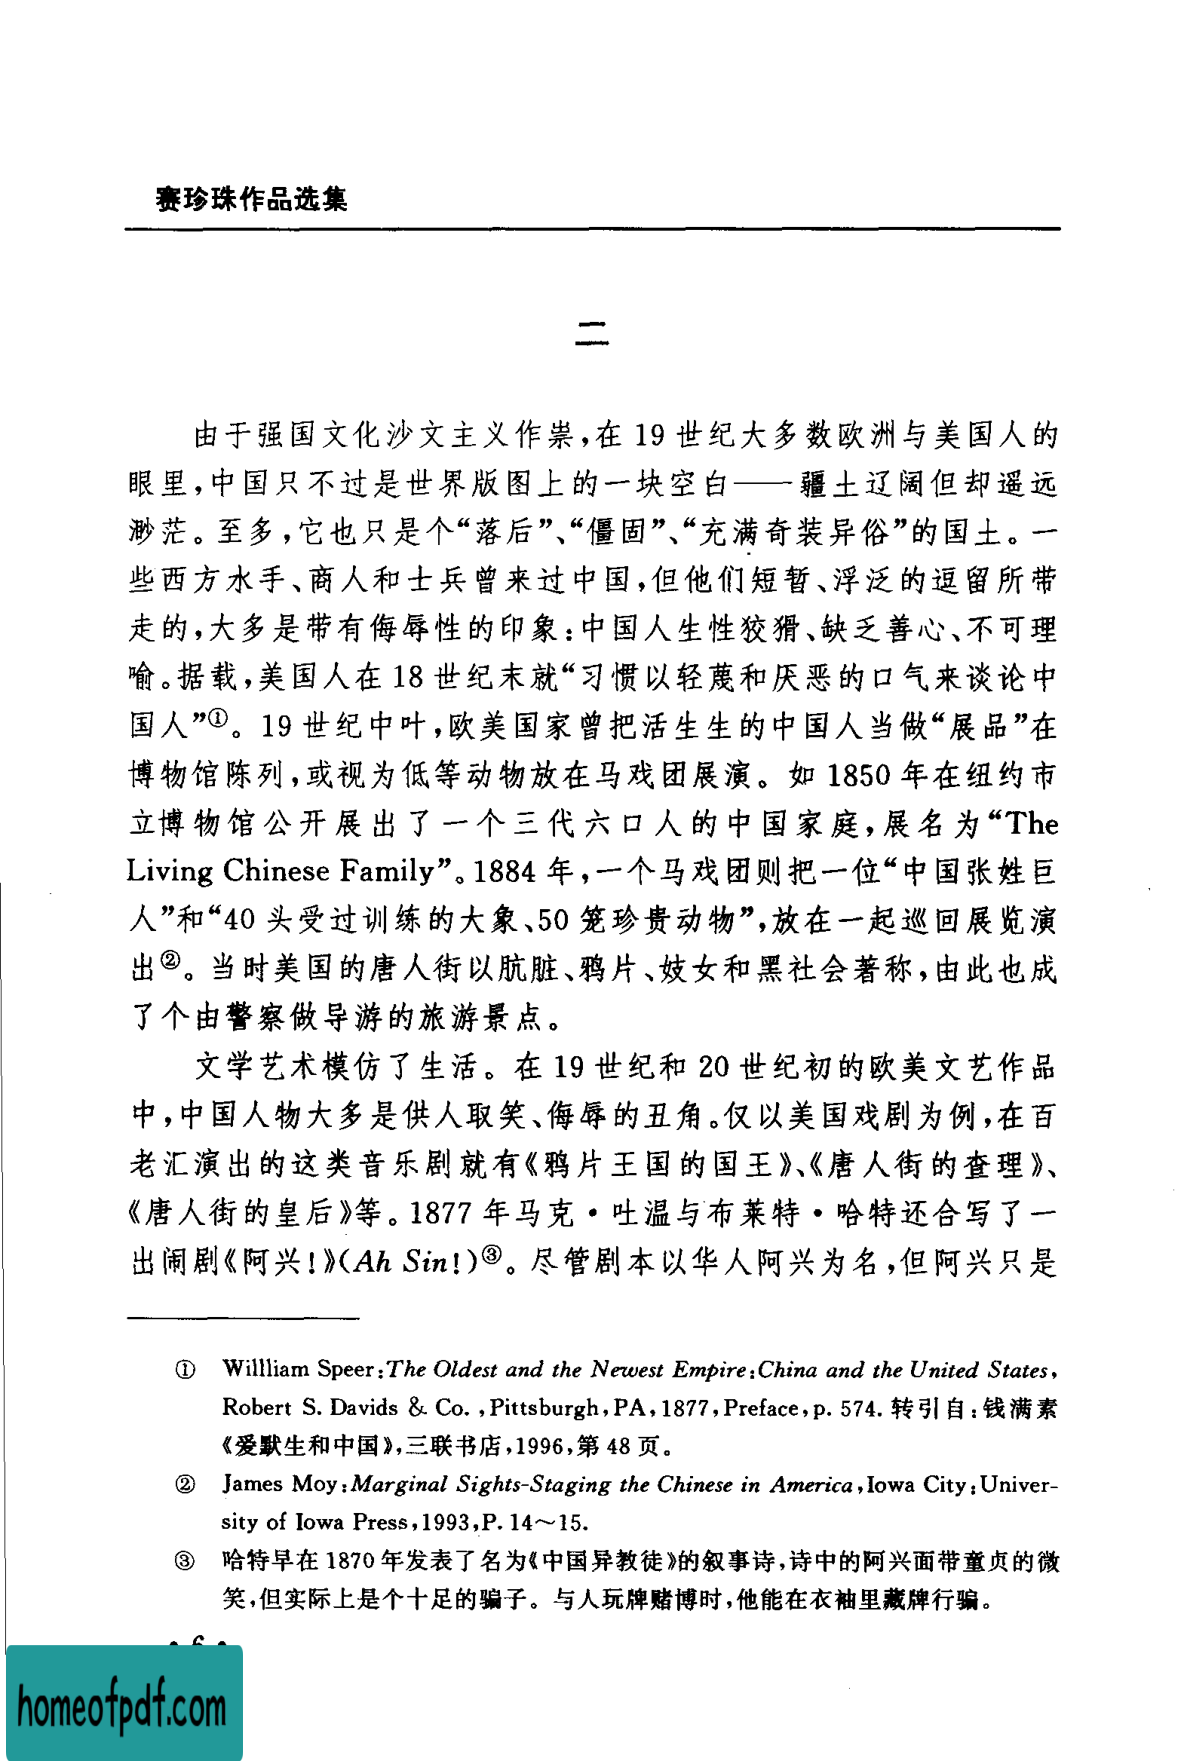 赛珍珠作品选集
二
由于强国文化沙文主义作祟,在 19 世纪大多数欧洲与美国人的
眼里,中国只不过是世界版图上的一块空白——疆土辽阔但却遥远
渺茫。至多,它也只是个“落后”、“僵固”、“充满奇装异俗”的国土。一
些西方水手、商人和士兵曾来过中国,但他们短暂、浮泛的逗留所带
走的,大多是带有侮辱性的印象:中国人生性狡猾、缺乏善心、不可理
喻。据载,美国人在 18 世纪末就“习惯以轻蔑和厌恶的口气来谈论中
国人”①。19 世纪中叶,欧美国家曾把活生生的中国人当做“展品”在
博物馆陈列,或视为低等动物放在马戏团展演。如 1850 年在纽约市
立博物馆公开展出了一个三代六口人的中国家庭,展名为“The
Living Chinese Family”。1884 年,一个马戏团则把一位“中国张姓巨
人”和“40 头受过训练的大象、50 笼珍贵动物”,放在一起巡回展览演
出②。当时美国的唐人街以肮脏、鸦片、妓女和黑社会著称,由此也成
了个由警察做导游的旅游景点。
文学艺术模仿了生活。在 19 世纪和 20 世纪初的欧美文艺作品
中,中国人物大多是供人取笑、侮辱的丑角。仅以美国戏剧为例,在百
老汇演出的这类音乐剧就有《鸦片王国的国王》、《唐人街的查理》、
《唐人街的皇后》等。1877 年马克·吐温与布莱特·哈特还合写了一
出闹剧《阿兴!》(Ah Sin!)③。尽管剧本以华人阿兴为名,但阿兴只是
① Willliam Speer:The Oldest and the Newest Empire:China and the United States,
Robert S. Davids & Co. ,Pittsburgh,PA,1877,Preface,p. 574. 转引自:钱满素
《爱默生和中国》,三联书店,1996,第 48 页。
② James Moy:Marginal Sights-Staging the Chinese in America,Iowa City:Univer-
sity of Iowa Press,1993,P. 14～15.
③ 哈特早在 1870 年发表了名为《中国异教徒》的叙事诗,诗中的阿兴面带童贞的微
笑,但实际上是个十足的骗子。与人玩牌赌博时,他能在衣袖里藏牌行骗。
· 6 ·
homeofpdf.com